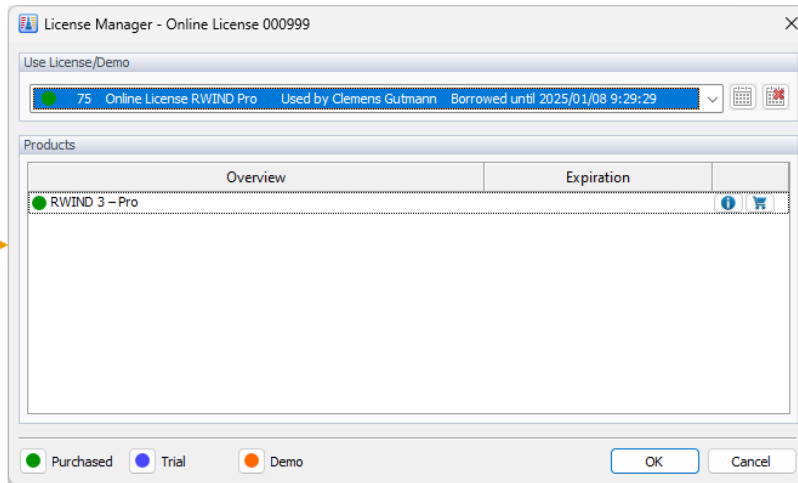 License Manager - Online License 000999
Use License/Demo
75 Online License RWIND Pro Used by Clemens Gutmann Borrowed until 2025/01/08 9:29:29
Products
Overview Expiration
RWIND 3 – Pro
Purchased Trial Demo OK Cancel